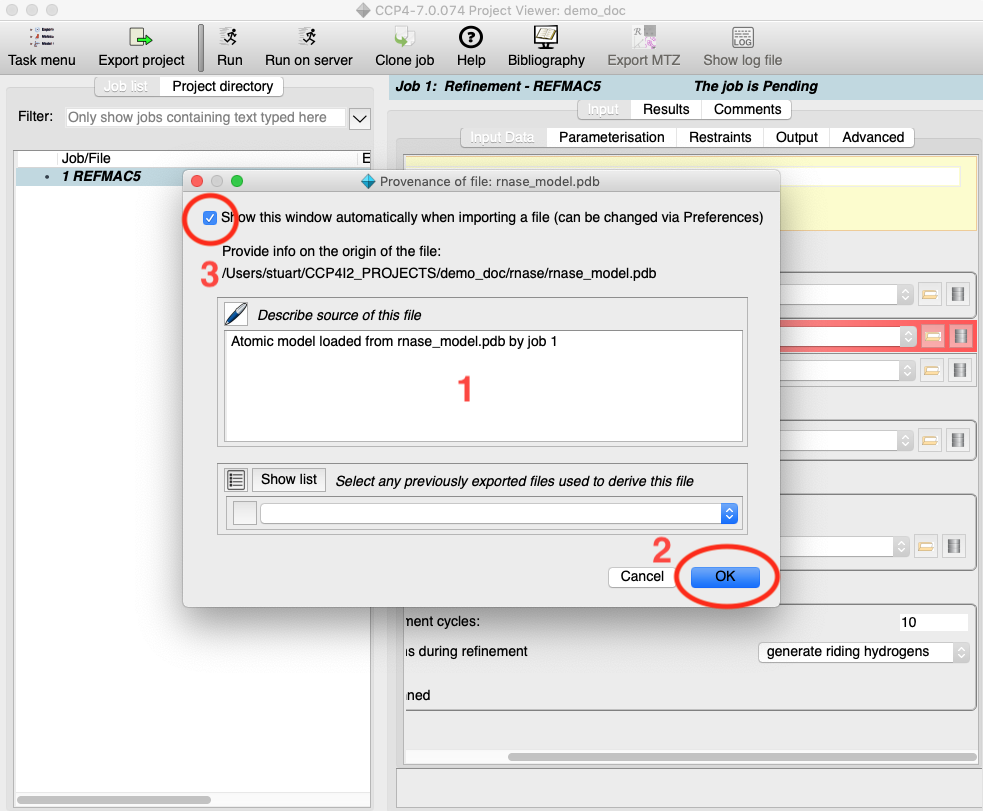 CCP4-7.0.074 Project Viewer: demo_doc
Task menu Export project Run Run on server Clone job Help Bibliography Export MTZ Show log file
Job list Project directory
Job 1: Refinement - REFMAC5 The job is Pending
Filter: Only show jobs containing text typed here
Input Results Comments
Input Data Parameterisation Restraints Output Advanced
Job/File E
1 REFMAC5
Provenance of file: rnase_model.pdb
Show this window automatically when importing a file (can be changed via Preferences)
Provide info on the origin of the file:
3 /Users/stuart/CCP4I2_PROJECTS/demo_doc/rnase/rnase_model.pdb
Describe source of this file
Atomic model loaded from rnase_model.pdb by job 1
1
Show list Select any previously exported files used to derive this file
2
Cancel OK
ment cycles: 10
s during refinement generate riding hydrogens
ned